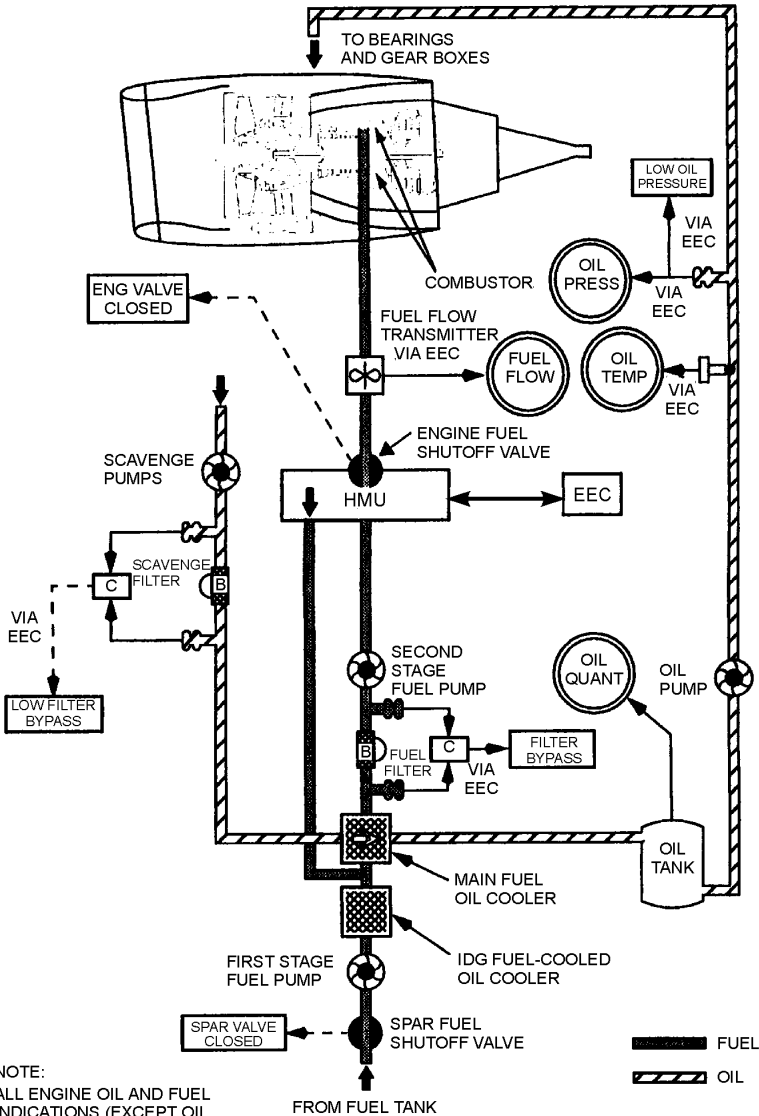 TO BEARINGS
AND GEAR BOXES
LOW OIL
PRESSURE
VIA
EEC
OIL
PRESS
VIA
EEC
COMBUSTOR
ENG VALVE
CLOSED
FUEL FLOW
TRANSMITTER
VIA EEC
FUEL
FLOW
OIL
TEMP
VIA
EEC
ENGINE FUEL
SHUTOFF VALVE
SCAVENGE
PUMPS
HMU
EEC
SCAVENGE
FILTER
B
C
VIA
EEC
LOW FILTER
BYPASS
SECOND
STAGE
FUEL PUMP
OIL
QUANT
OIL
PUMP
B
FUEL
FILTER
C
VIA
EEC
FILTER
BYPASS
OIL
TANK
MAIN FUEL
OIL COOLER
IDG FUEL-COOLED
OIL COOLER
FIRST STAGE
FUEL PUMP
SPAR VALVE
CLOSED
SPAR FUEL
SHUTOFF VALVE
FUEL
OIL
NOTE:
ALL ENGINE OIL AND FUEL
INDICATIONS (EXCEPT OIL
FROM FUEL TANK